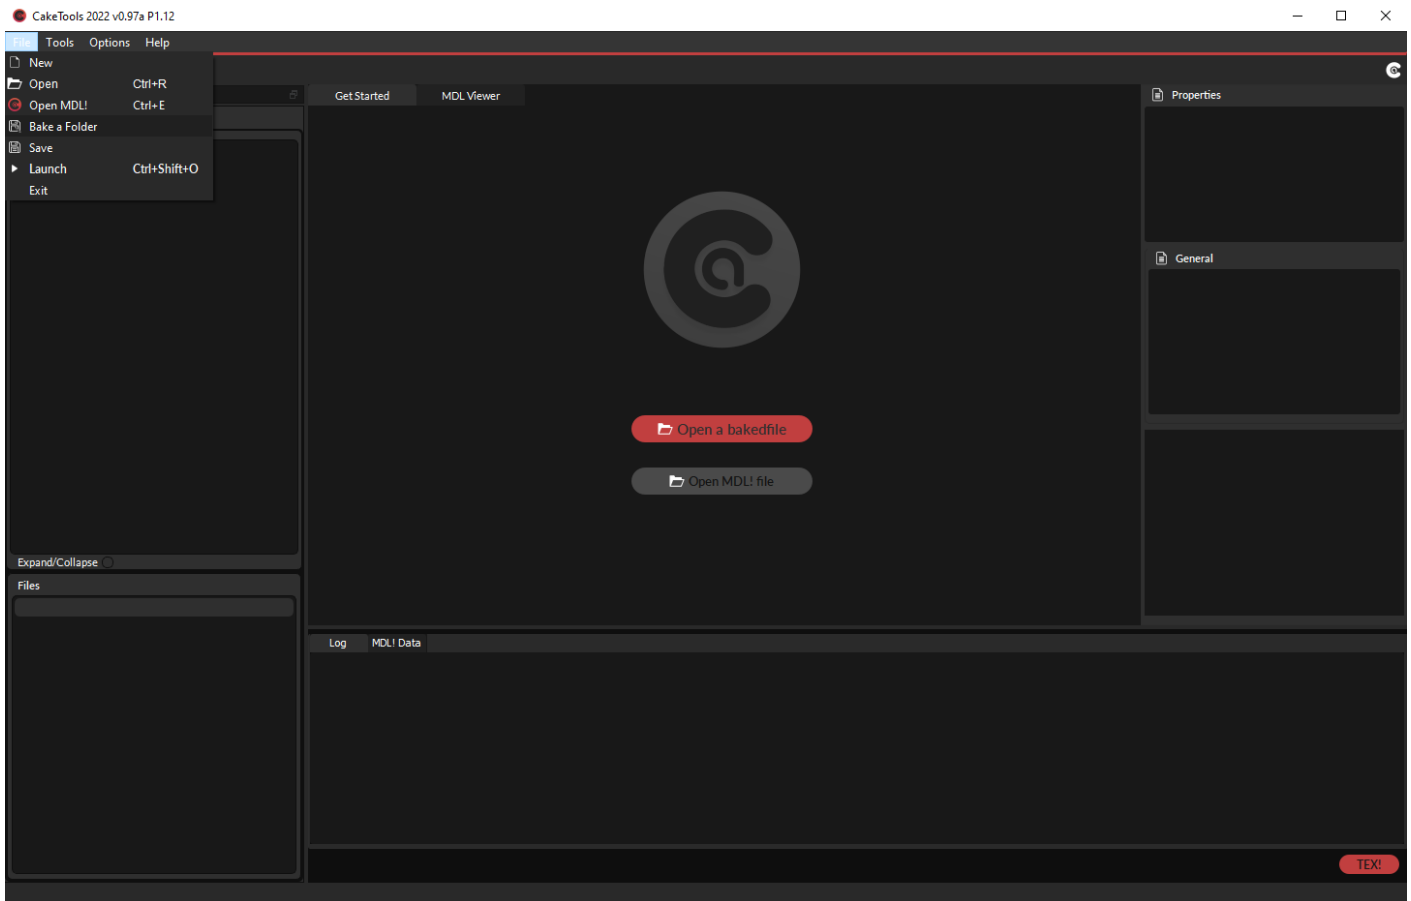 CakeTools 2022 v0.97a P1.12
File Tools Options Help
New
Open Ctrl+R
Open MDL! Ctrl+E
Bake a Folder
Save
Launch Ctrl+Shift+O
Exit
Get Started MDL Viewer
Properties
General
Open a bakedfile
Open MDL! file
Expand/Collapse
Files
Log MDL! Data
TEX!